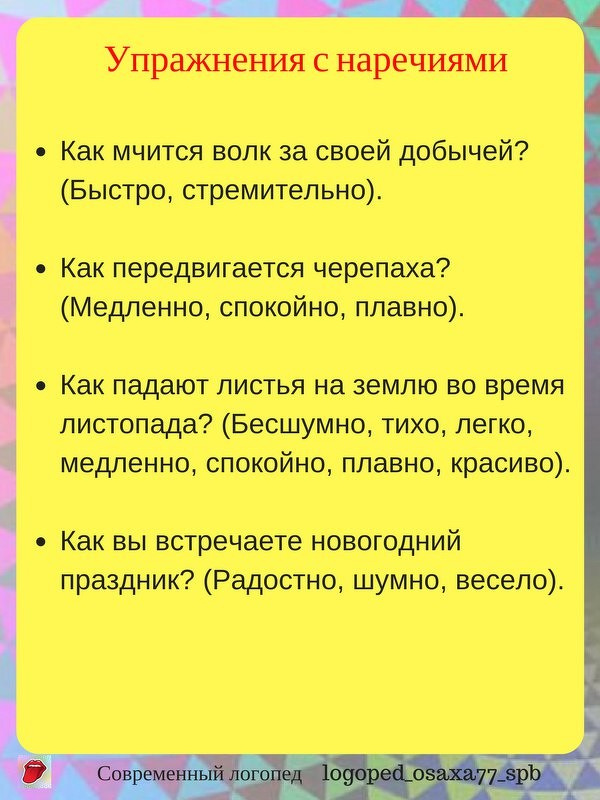 Упражнения с наречиями
• Как мчится волк за своей добычей?
(Быстро, стремительно).
• Как передвигается черепаха?
(Медленно, спокойно, плавно).
• Как падают листья на землю во время
листопада? (Бесшумно, тихо, легко,
медленно, спокойно, плавно, красиво).
• Как вы встречаете новогодний
праздник? (Радостно, шумно, весело).
Современный логопед logoped_osaxa77_spb